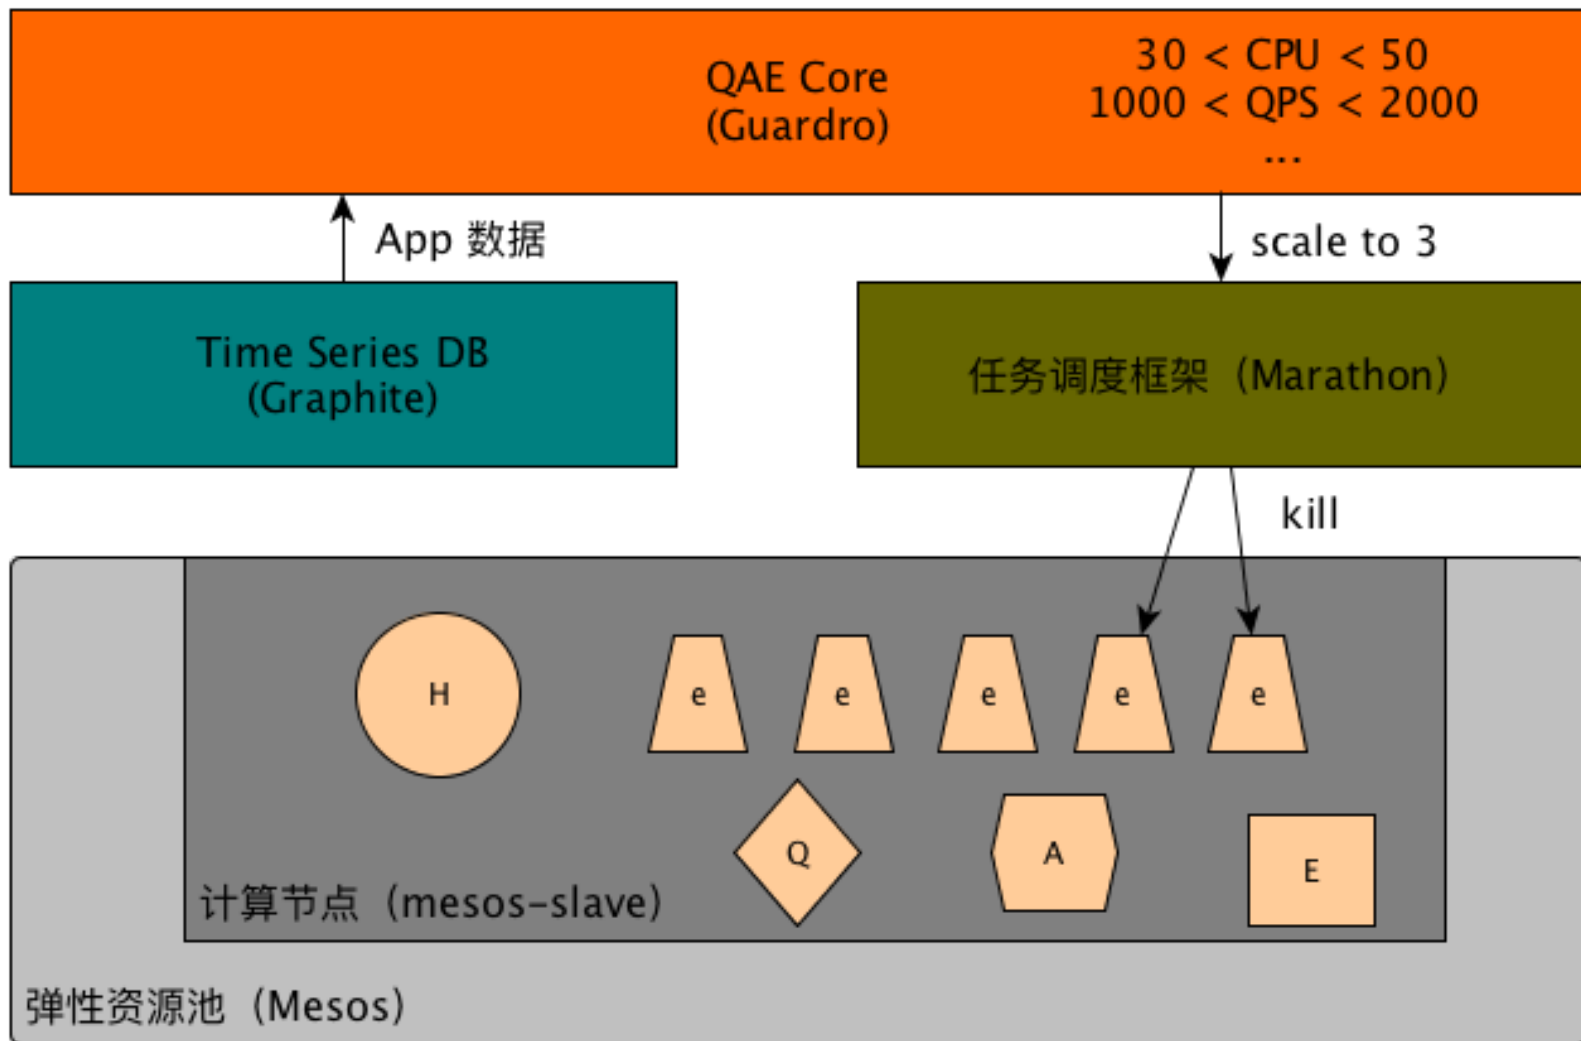 QAE Core
(Guardro)
30 < CPU < 50
1000 < QPS < 2000
...
App 数据
scale to 3
Time Series DB
(Graphite)
任务调度框架（Marathon）
kill
H
e
e
e
e
e
Q
A
E
计算节点（mesos-slave）
弹性资源池（Mesos）